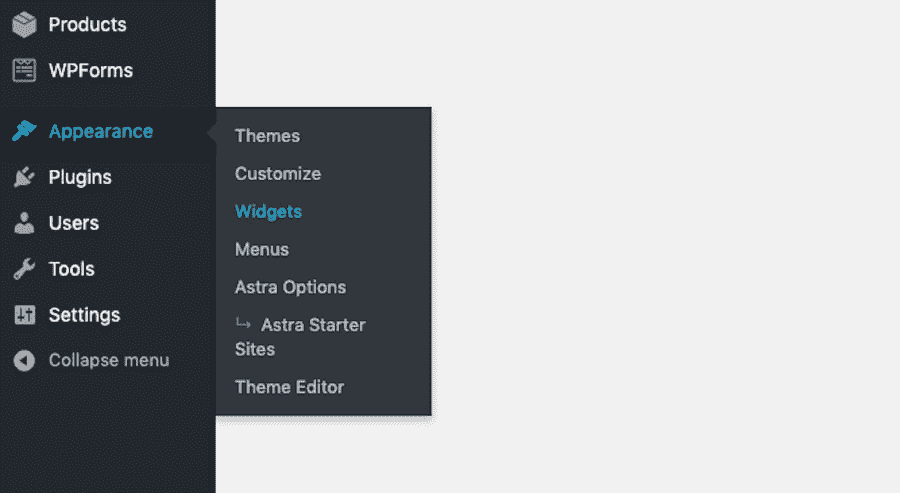 Products
WPForms
Appearance
Plugins
Users
Tools
Settings
Collapse menu
Themes
Customize
Widgets
Menus
Astra Options
Astra Starter
Sites
Theme Editor